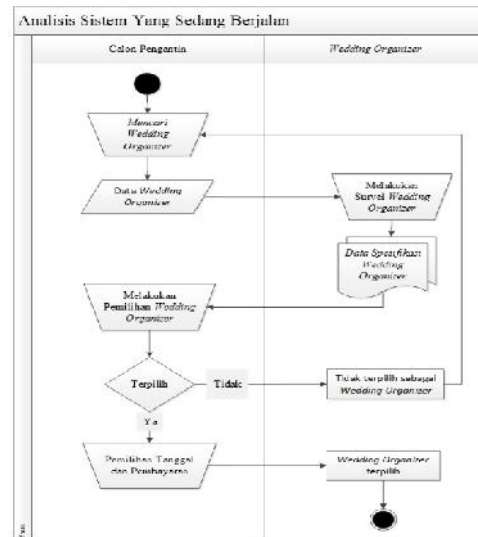 Analisis Sistem Yang Sedang Berjalan
Calon Pengantin
Wedding Organizer
Mencari
Wedding
Organizer
Data Wedding
Organizer
Melakukan
Survei Wedding
Organizer
Data Spesifikasi
Wedding
Organizer
Melakukan
Pemilihan Wedding
Organizer
Terpilih
Tidak
Tidak terpilih sebagai
Wedding Organizer
Ya
Pemilihan Tanggal
dan Pembayaran
Wedding Organizer
terpilih